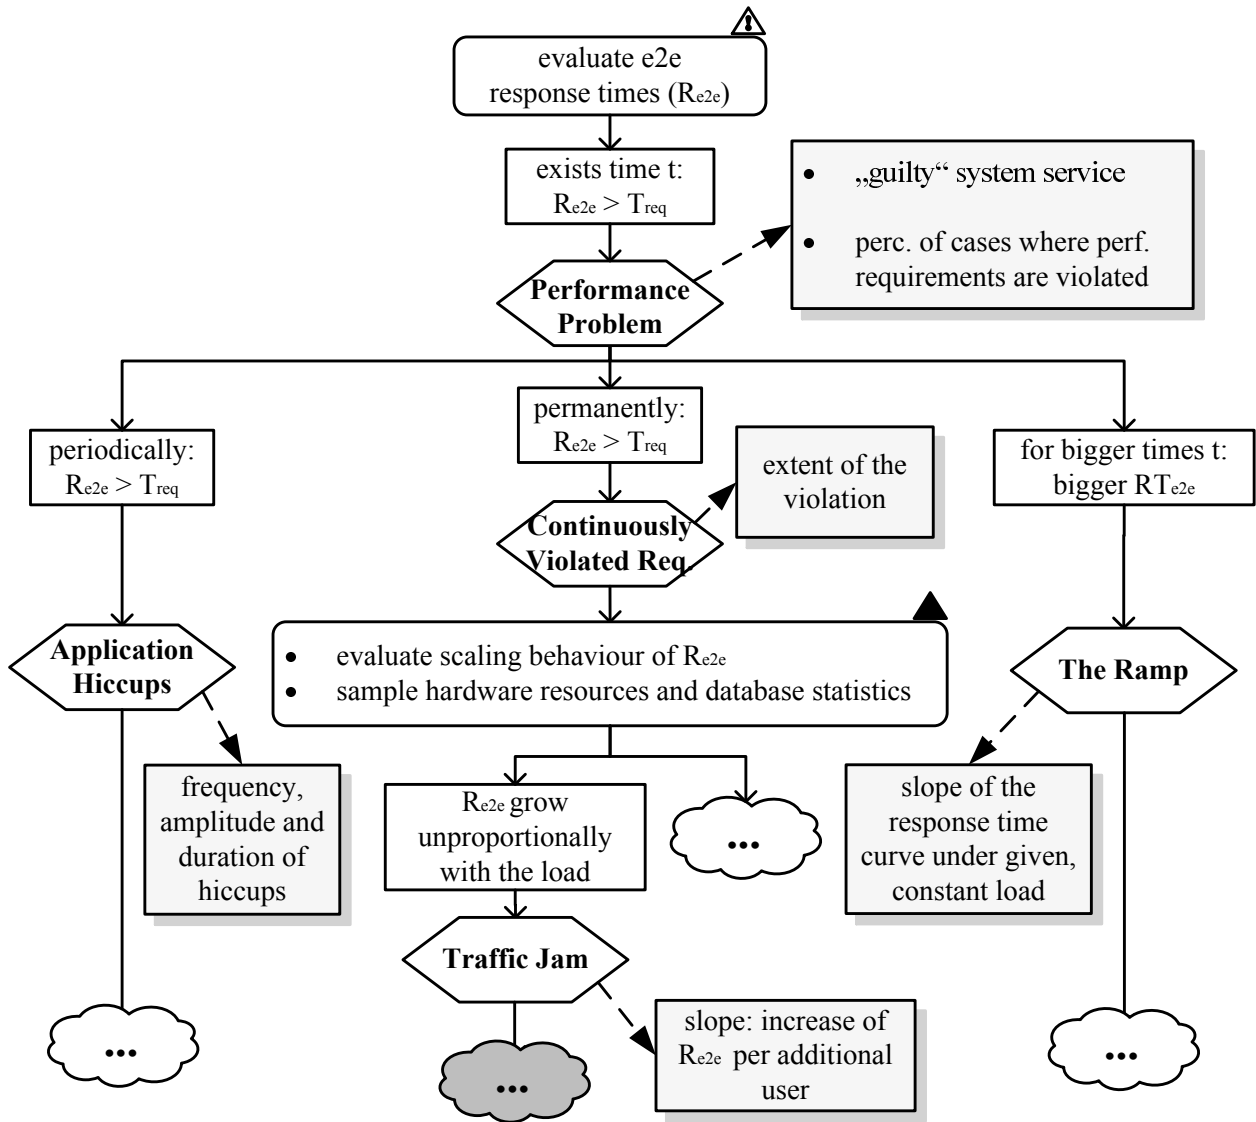 evaluate e2e
response times (Re2e)
exists time t:
Re2e > Treq
• „guilty“ system service
• perc. of cases where perf.
requirements are violated
Performance
Problem
periodically:
Re2e > Treq
permanently:
Re2e > Treq
for bigger times t:
bigger RTe2e
extent of the
violation
Continuously
Violated Req.
• evaluate scaling behaviour of Re2e
• sample hardware resources and database statistics
Application
Hiccups
The Ramp
frequency,
amplitude and
duration of
hiccups
Re2e grow
unproportionally
with the load
...
slope of the
response time
curve under given,
constant load
Traffic Jam
slope: increase of
Re2e per additional
user
...
...
...